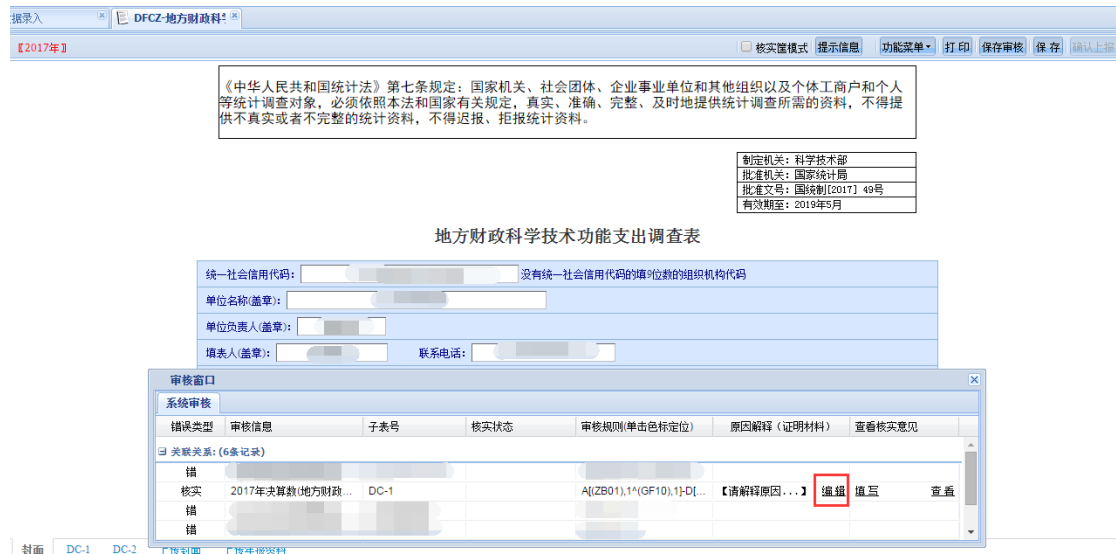 据录入 DFCZ-地方财政科
〖2017年〗 核实筐模式 提示信息 功能菜单 打 印 保存审核 保 存 确认上报
《中华人民共和国统计法》第七条规定：国家机关、社会团体、企业事业单位和其他组织以及个体工商户和个人
等统计调查对象，必须依照本法和国家有关规定，真实、准确、完整、及时地提供统计调查所需的资料，不得提
供不真实或者不完整的统计资料，不得迟报、拒报统计资料。
制定机关：科学技术部
批准机关：国家统计局
批准文号：国统制[2017] 49号
有效期至：2019年5月
地方财政科学技术功能支出调查表
统一社会信用代码： 没有统一社会信用代码的填9位数的组织机构代码
单位名称(盖章)：
单位负责人(盖章)：
填表人(盖章)： 联系电话：
审核窗口
系统审核
错误类型 审核信息 子表号 核实状态 审核规则(单击色标定位) 原因解释（证明材料） 查看核实意见
关联关系: (6条记录)
错
核实 2017年决算数(地方财政... DC-1 A[(ZB01),1^(GF10),1]-D[... 【请解释原因...】 编辑 填写 查看
错
错
封面 DC-1 DC-2 上传封面 上传年报资料